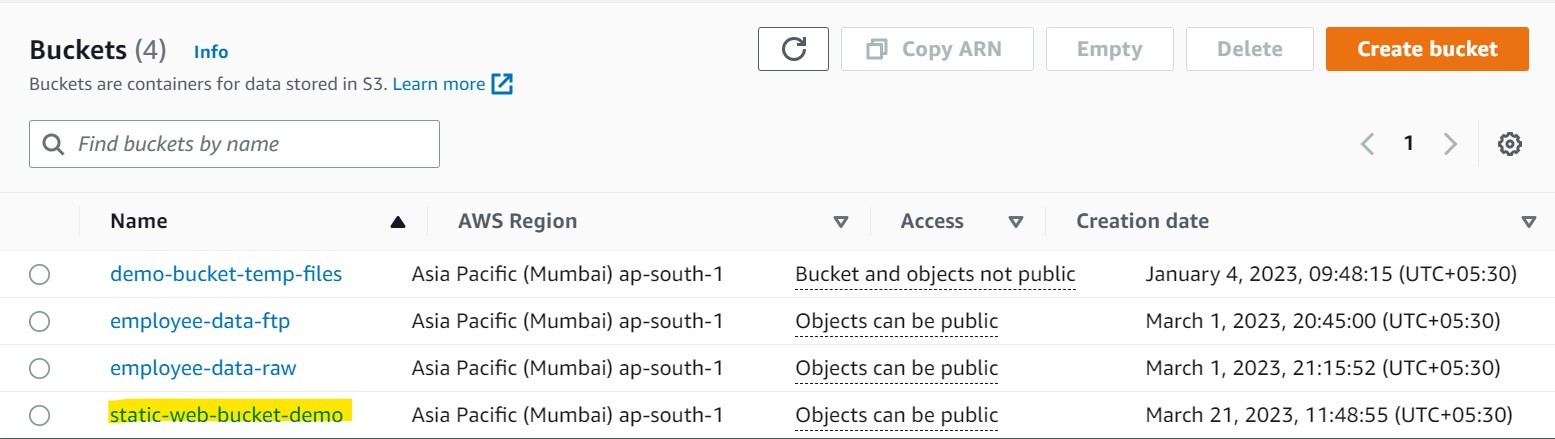 Buckets (4) Info
Buckets are containers for data stored in S3. Learn more
Copy ARN Empty Delete Create bucket
Find buckets by name
1
Name AWS Region Access Creation date
demo-bucket-temp-files Asia Pacific (Mumbai) ap-south-1 Bucket and objects not public January 4, 2023, 09:48:15 (UTC+05:30)
employee-data-ftp Asia Pacific (Mumbai) ap-south-1 Objects can be public March 1, 2023, 20:45:00 (UTC+05:30)
employee-data-raw Asia Pacific (Mumbai) ap-south-1 Objects can be public March 1, 2023, 21:15:52 (UTC+05:30)
static-web-bucket-demo Asia Pacific (Mumbai) ap-south-1 Objects can be public March 21, 2023, 11:48:55 (UTC+05:30)